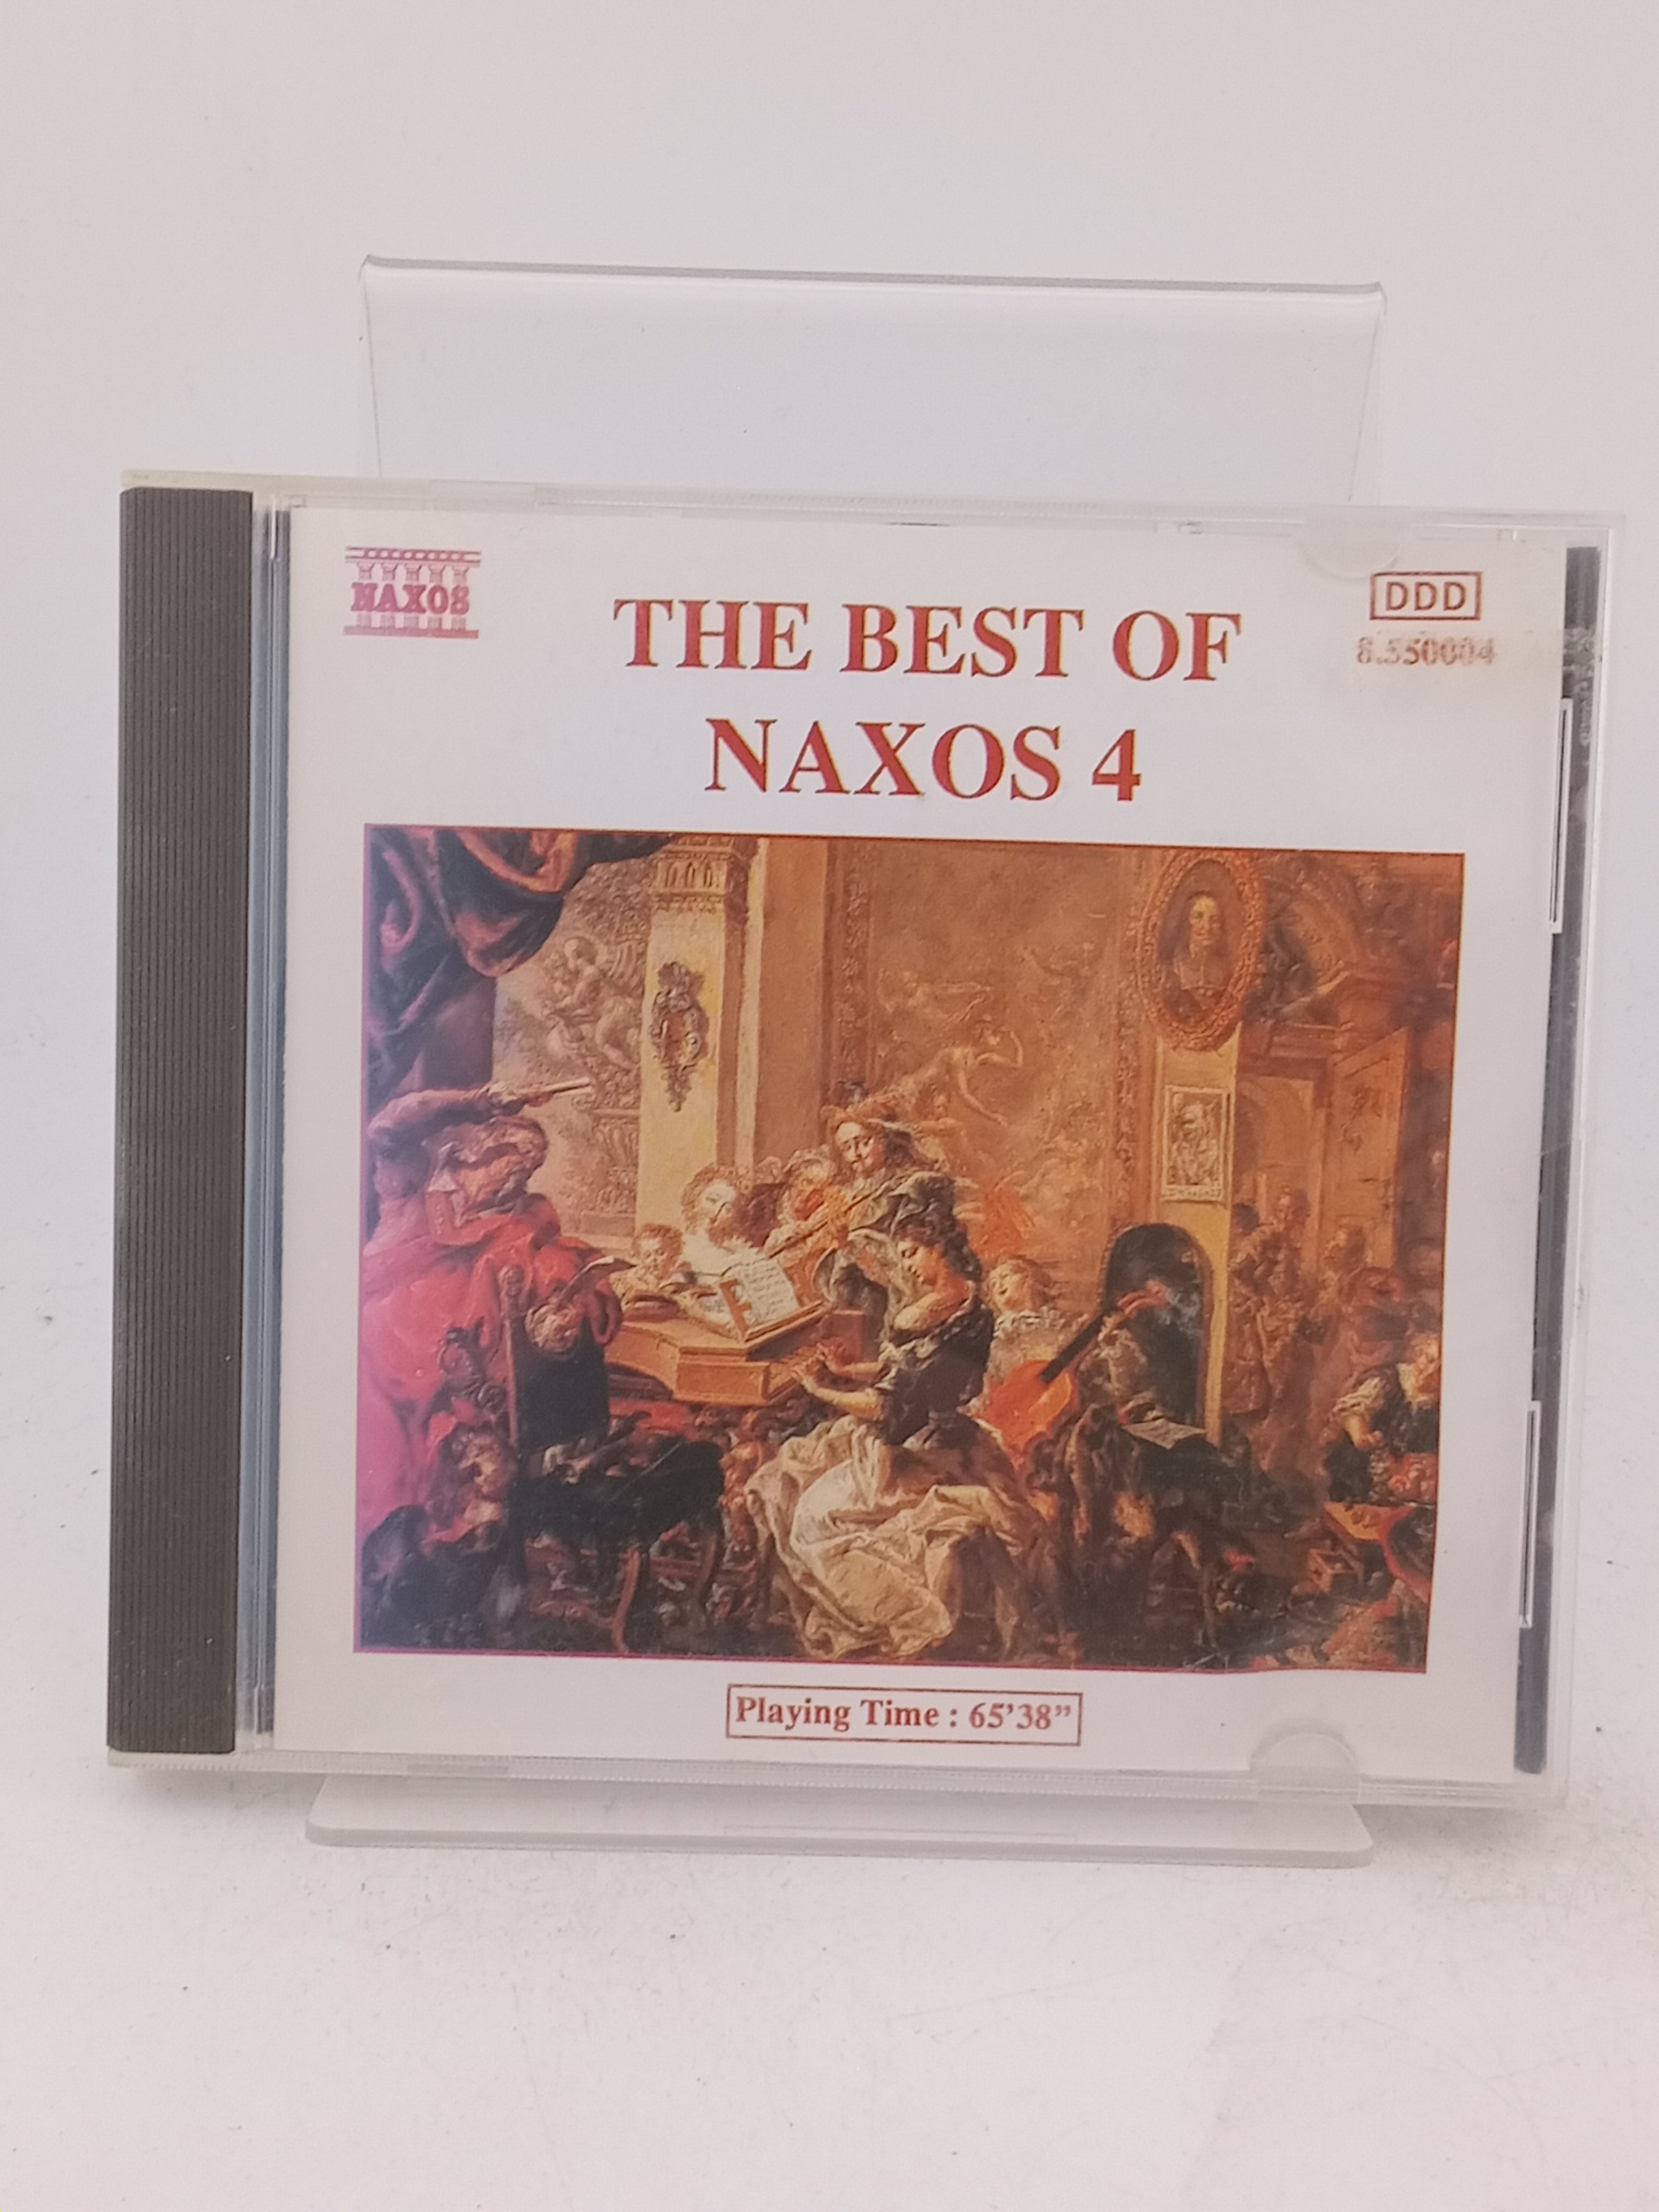 NAXOS
DDD
8.550004
THE BEST OF
NAXOS 4
Playing Time : 65’38”